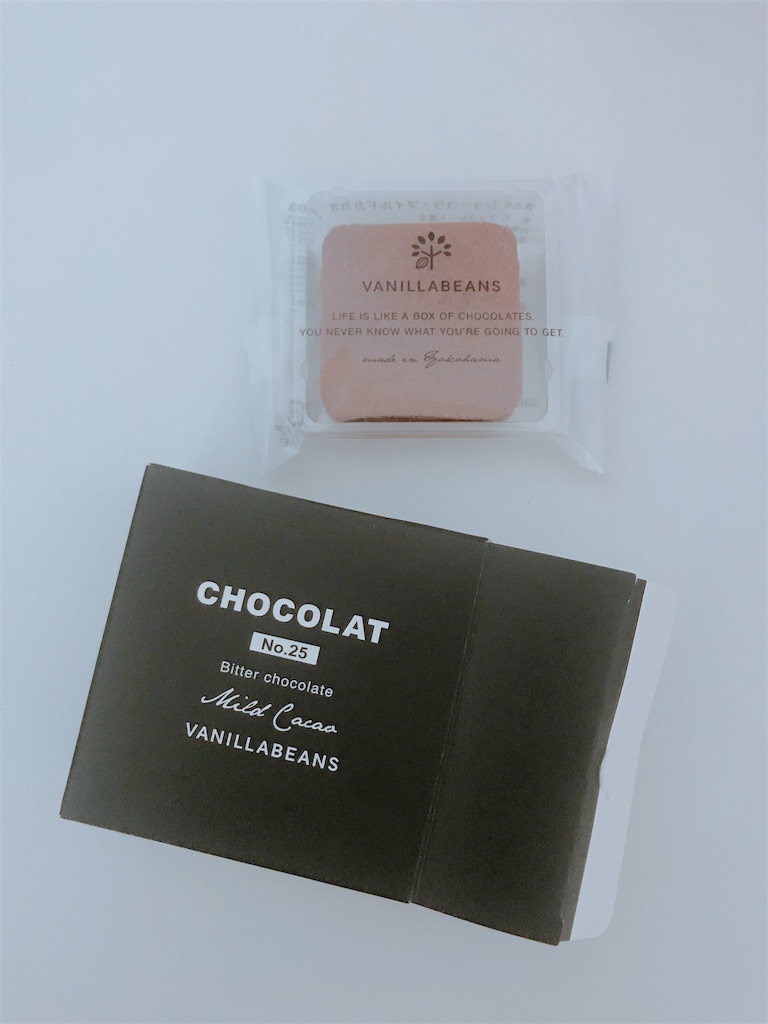 VANILLABEANS
LIFE IS LIKE A BOX OF CHOCOLATES.
YOU NEVER KNOW WHAT YOU'RE GOING TO GET.
made in Yokohama
CHOCOLAT
No.25
Bitter chocolate
Mild Cacao
VANILLABEANS